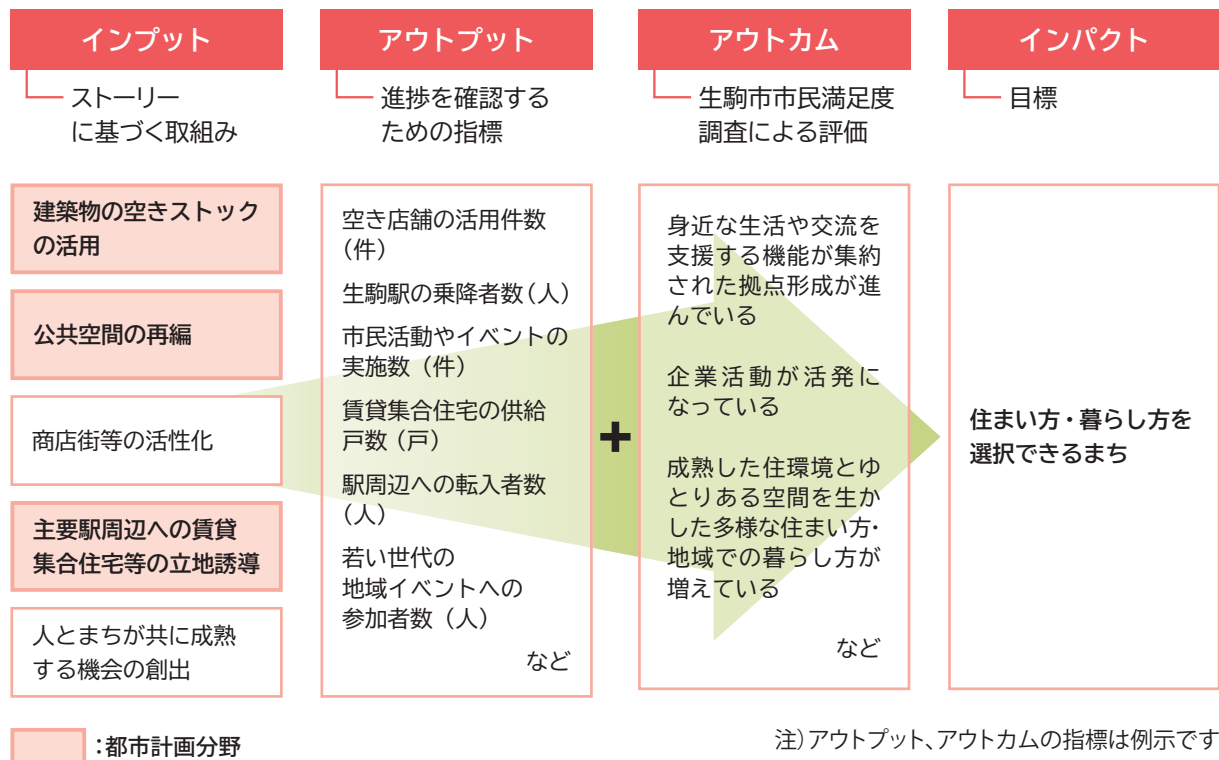 インプット
ストーリー
に基づく取組み
建築物の空きストック
の活用
公共空間の再編
商店街等の活性化
主要駅周辺への賃貸
集合住宅等の立地誘導
人とまちが共に成熟
する機会の創出
アウトプット
進捗を確認する
ための指標
空き店舗の活用件数
(件)
生駒駅の乗降者数(人)
市民活動やイベントの
実施数(件)
賃貸集合住宅の供給
戸数(戸)
駅周辺への転入者数
(人)
若い世代の
地域イベントへの
参加者数(人)
など
+
アウトカム
生駒市市民満足度
調査による評価
身近な生活や交流を
支援する機能が集約
された拠点形成が進
んでいる
企業活動が活発に
なっている
成熟した住環境とゆ
とりある空間を生か
した多様な住まい方・
地域での暮らし方が
増えている
など
インパクト
目標
住まい方・暮らし方を
選択できるまち
:都市計画分野
注)アウトプット、アウトカムの指標は例示です